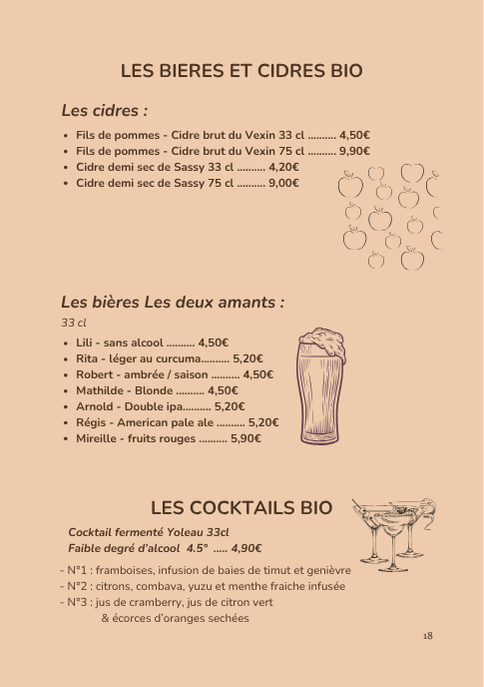 LES BIERES ET CIDRES BIO
Les cidres :
• Fils de pommes - Cidre brut du Vexin 33 cl .......... 4,50€
• Fils de pommes - Cidre brut du Vexin 75 cl .......... 9,90€
• Cidre demi sec de Sassy 33 cl .......... 4,20€
• Cidre demi sec de Sassy 75 cl .......... 9,00€
Les bières Les deux amants :
33 cl
• Lili - sans alcool .......... 4,50€
• Rita - léger au curcuma.......... 5,20€
• Robert - ambrée / saison .......... 4,50€
• Mathilde - Blonde .......... 4,50€
• Arnold - Double ipa.......... 5,20€
• Régis - American pale ale .......... 5,20€
• Mireille - fruits rouges .......... 5,90€
LES COCKTAILS BIO
Cocktail fermenté Yoleau 33cl
Faible degré d'alcool 4.5° ..... 4,90€
- N°1 : framboises, infusion de baies de timut et genièvre
- N°2 : citrons, combava, yuzu et menthe fraiche infusée
- N°3 : jus de cramberry, jus de citron vert
& écorces d'oranges sechées
18